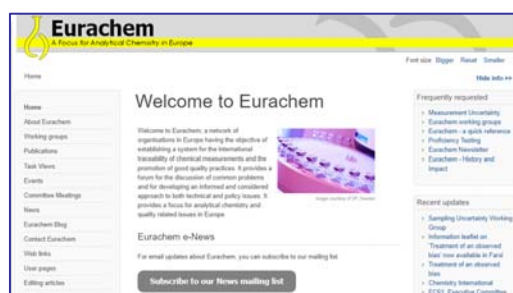 Eurachem
A Focus for Analytical Chemistry in Europe
Font size Bigger Reset Smaller
Home
Hide info
Home
About Eurachem
Working groups
Publications
Task Views
Events
Committee Meetings
News
Eurachem Blog
Contact Eurachem
Web links
User pages
Editing articles
Welcome to Eurachem
Welcome to Eurachem, a network of
organisations in Europe having the objective of
establishing a system for the international
traceability of chemical measurements and the
promotion of good quality practices. It provides a
forum for the discussion of common problems
and for developing an informed and considered
approach to both technical and policy issues. It
provides a focus for analytical chemistry and
quality related issues in Europe.
Image courtesy of
Eurachem e-News
For email updates about Eurachem, you can subscribe to our mailing list
Subscribe to our News mailing list
Frequently requested
Measurement Uncertainty
Eurachem working groups
Eurachem - a quick reference
Proficiency Testing
Eurachem Newsletter
Eurachem - History and
Impact
Recent updates
Sampling Uncertainty Working
Group
Information leaflet on
'Treatment of an observed
bias' now available in Farsi
Treatment of an observed
bias
Chemistry International
Executive Committee